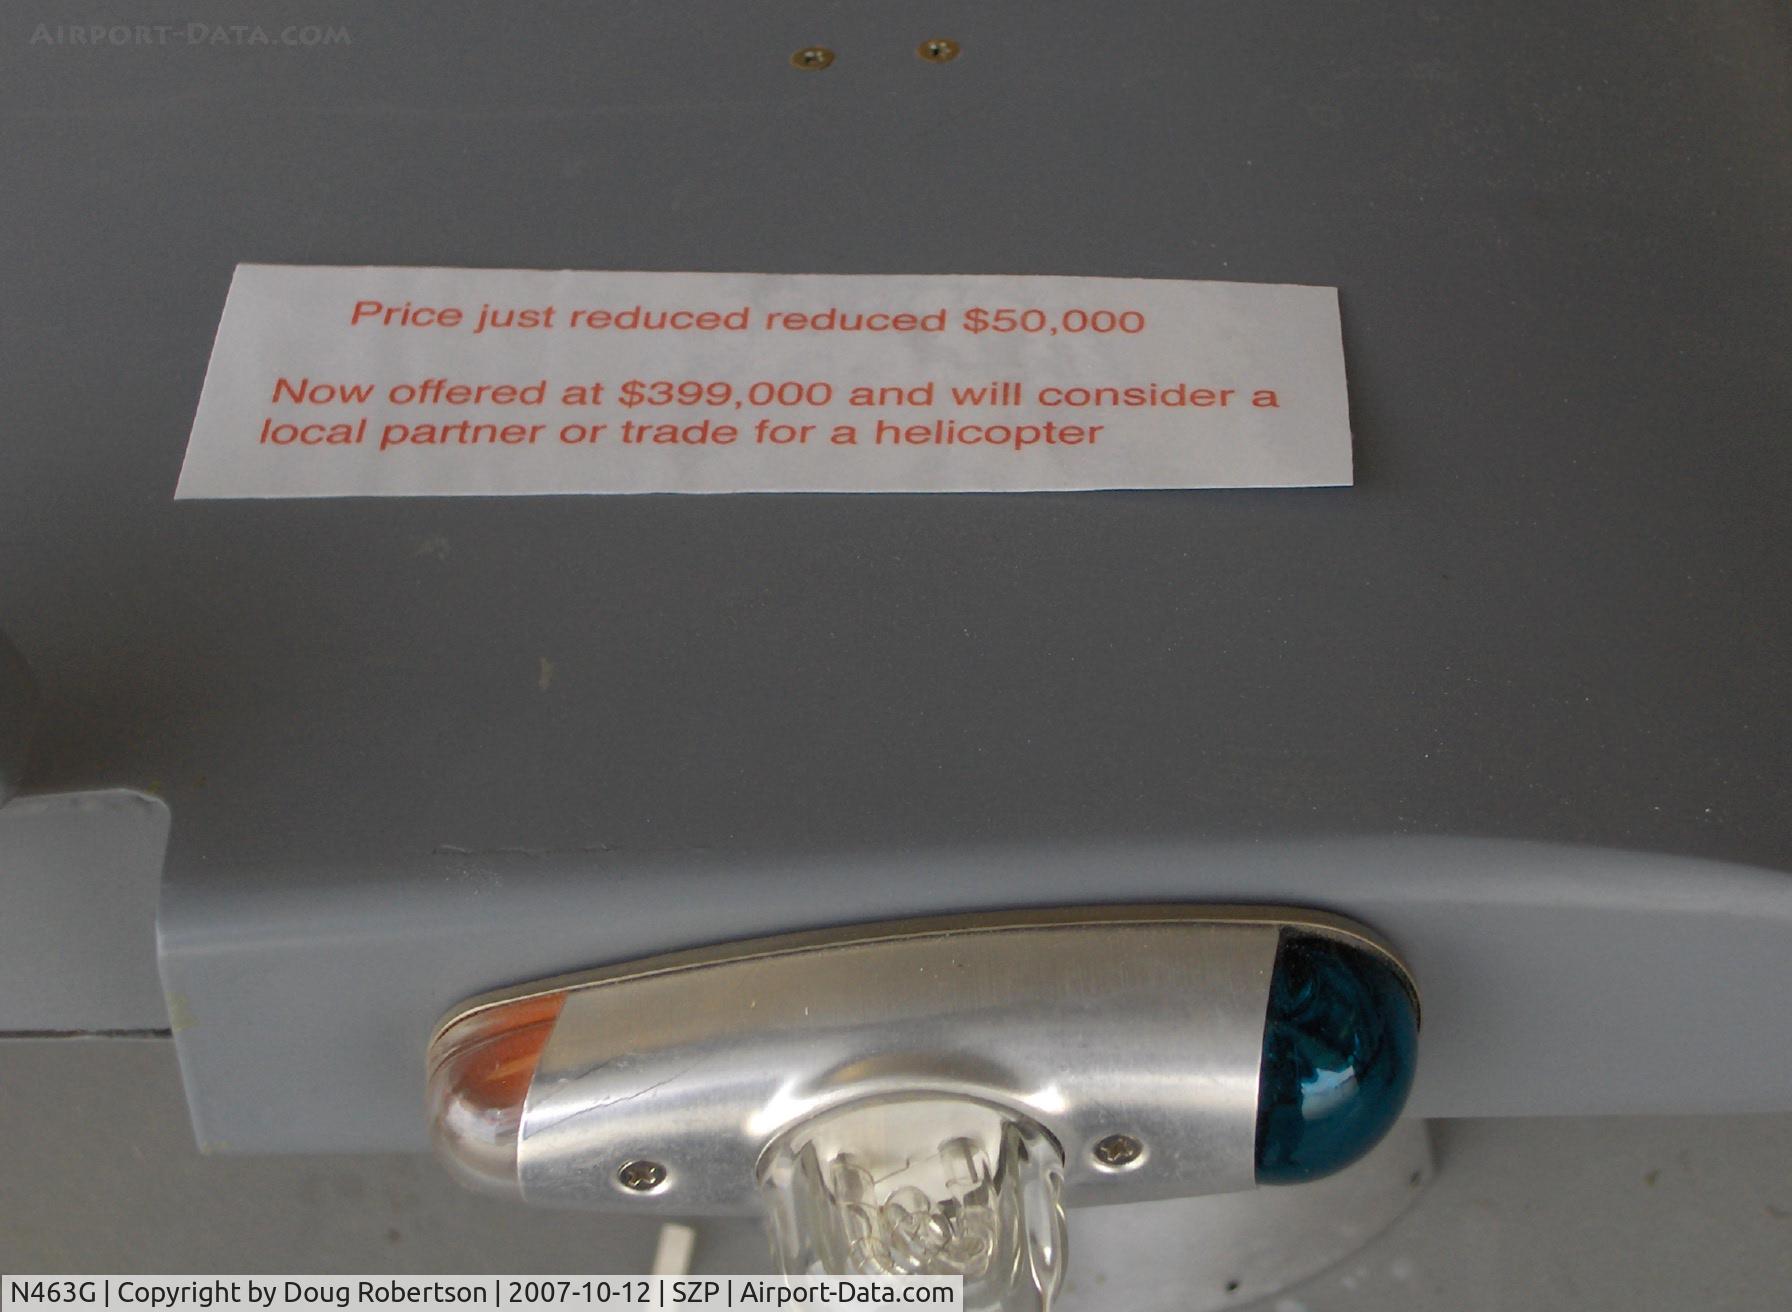 AIRPORT-DATA.COM
Price just reduced reduced $50,000
Now offered at $399,000 and will consider a
local partner or trade for a helicopter
N463G | Copyright by Doug Robertson | 2007-10-12 | SZP | Airport-Data.com